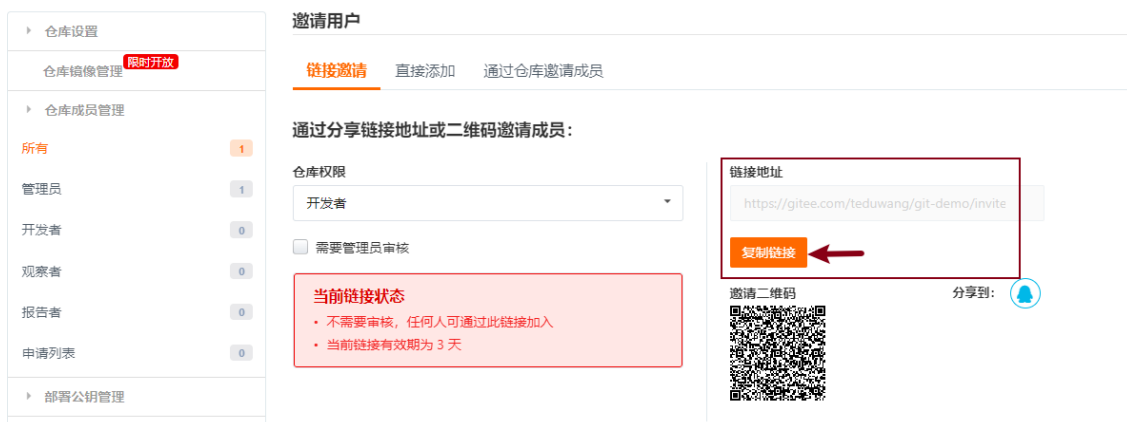 仓库设置
仓库镜像管理 限时开放
仓库成员管理
所有 1
管理员 1
开发者 0
观察者 0
报告者 0
申请列表 0
部署公钥管理
邀请用户
链接邀请 直接添加 通过仓库邀请成员
通过分享链接地址或二维码邀请成员：
仓库权限
开发者
需要管理员审核
当前链接状态
• 不需要审核，任何人可通过此链接加入
• 当前链接有效期为 3 天
链接地址
https://gitee.com/teduwang/git-demo/invite
复制链接
邀请二维码 分享到：